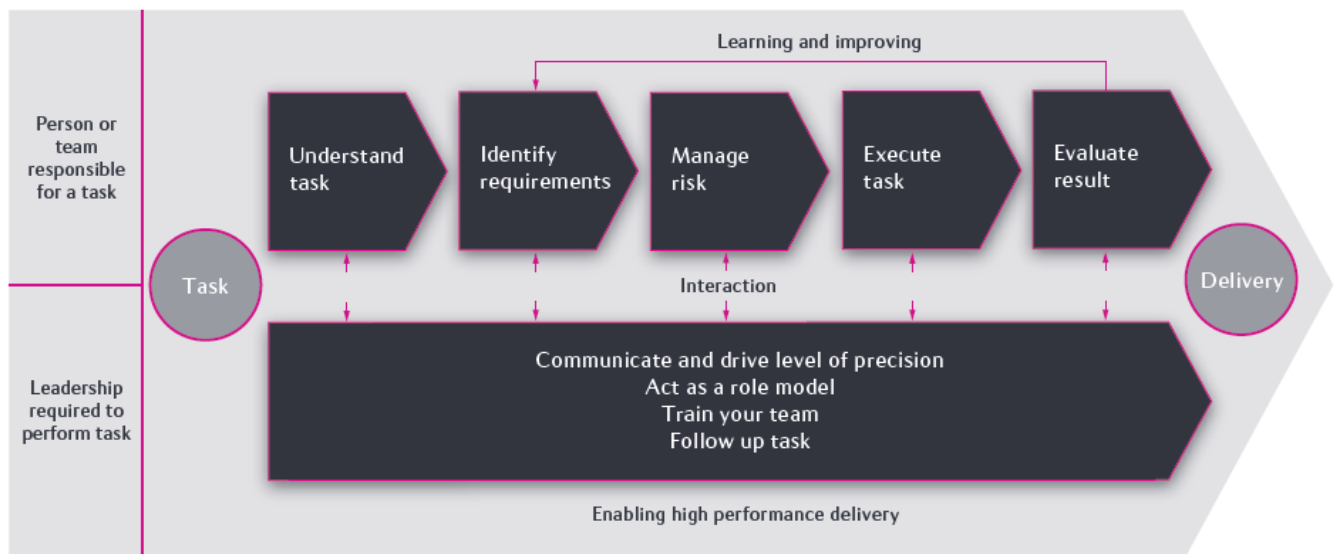 Learning and improving
Person or
team
responsible
for a task
Understand
task
Identify
requirements
Manage
risk
Execute
task
Evaluate
result
Task
Interaction
Delivery
Leadership
required to
perform task
Communicate and drive level of precision
Act as a role model
Train your team
Follow up task
Enabling high performance delivery